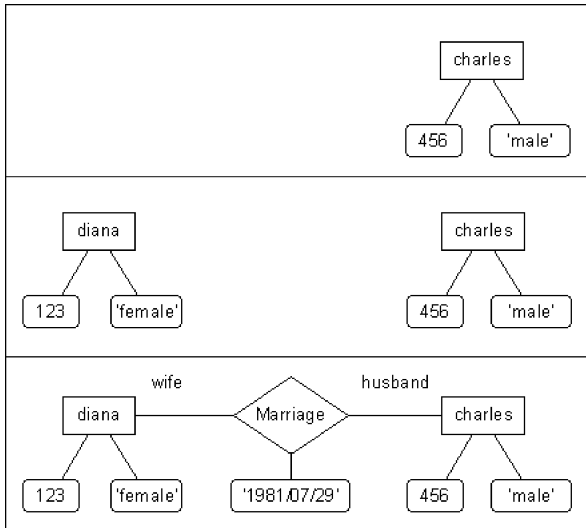 charles
456 'male'
diana charles
123 'female' 456 'male'
wife husband
diana Marriage charles
123 'female' '1981/07/29' 456 'male'